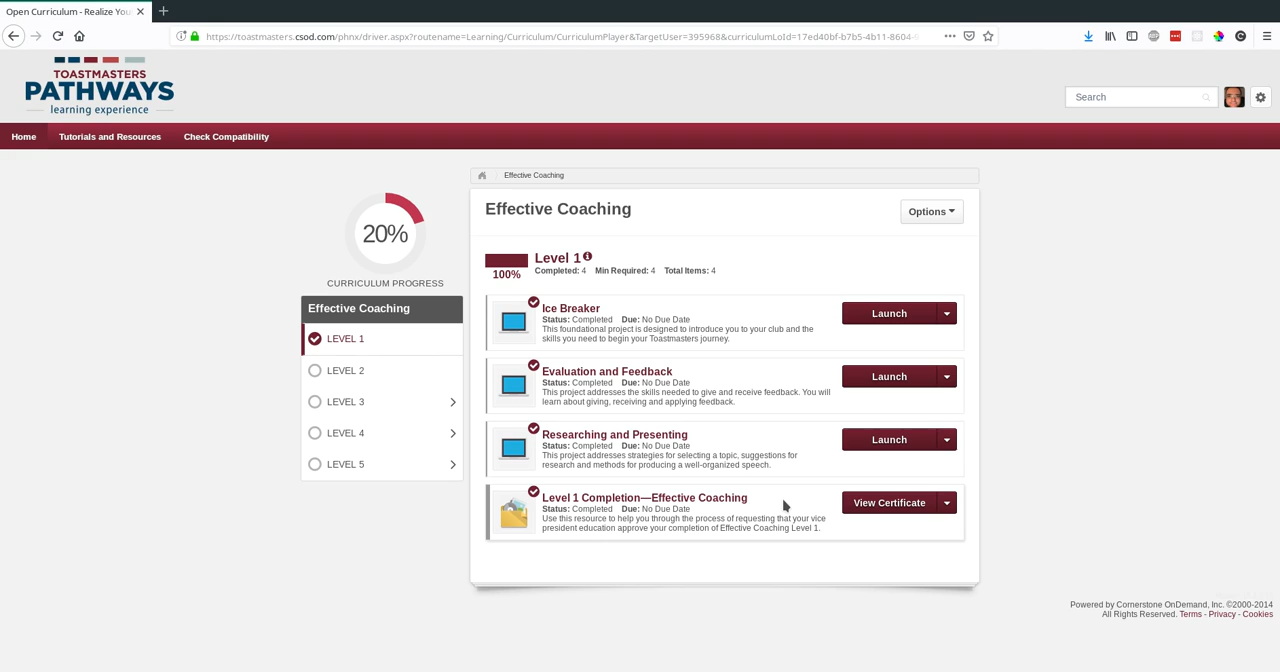 Open Curriculum - Realize You
https://toastmasters.csod.com/phnx/driver.aspx?routename=Learning/Curriculum/CurriculumPlayer&TargetUser=395968&curriculumLoId=17ed40bf-b7b5-4b11-8604-
TOASTMASTERS
PATHWAYS
learning experience
Search
Home Tutorials and Resources Check Compatibility
Effective Coaching
20%
CURRICULUM PROGRESS
Effective Coaching
LEVEL 1
LEVEL 2
LEVEL 3
LEVEL 4
LEVEL 5
Effective Coaching
Options
Level 1
100%
Completed: 4 Min Required: 4 Total Items: 4
Ice Breaker
Status: Completed Due: No Due Date
This foundational project is designed to introduce you to your club and the
skills you need to begin your Toastmasters journey.
Launch
Evaluation and Feedback
Status: Completed Due: No Due Date
This project addresses the skills needed to give and receive feedback. You will
learn about giving, receiving and applying feedback.
Launch
Researching and Presenting
Status: Completed Due: No Due Date
This project addresses strategies for selecting a topic, suggestions for
research and methods for producing a well-organized speech.
Launch
Level 1 Completion—Effective Coaching
Status: Completed Due: No Due Date
Use this resource to help you through the process of requesting that your vice
president education approve your completion of Effective Coaching Level 1.
View Certificate
Powered by Cornerstone OnDemand, Inc. ©2000-2014
All Rights Reserved. Terms - Privacy - Cookies